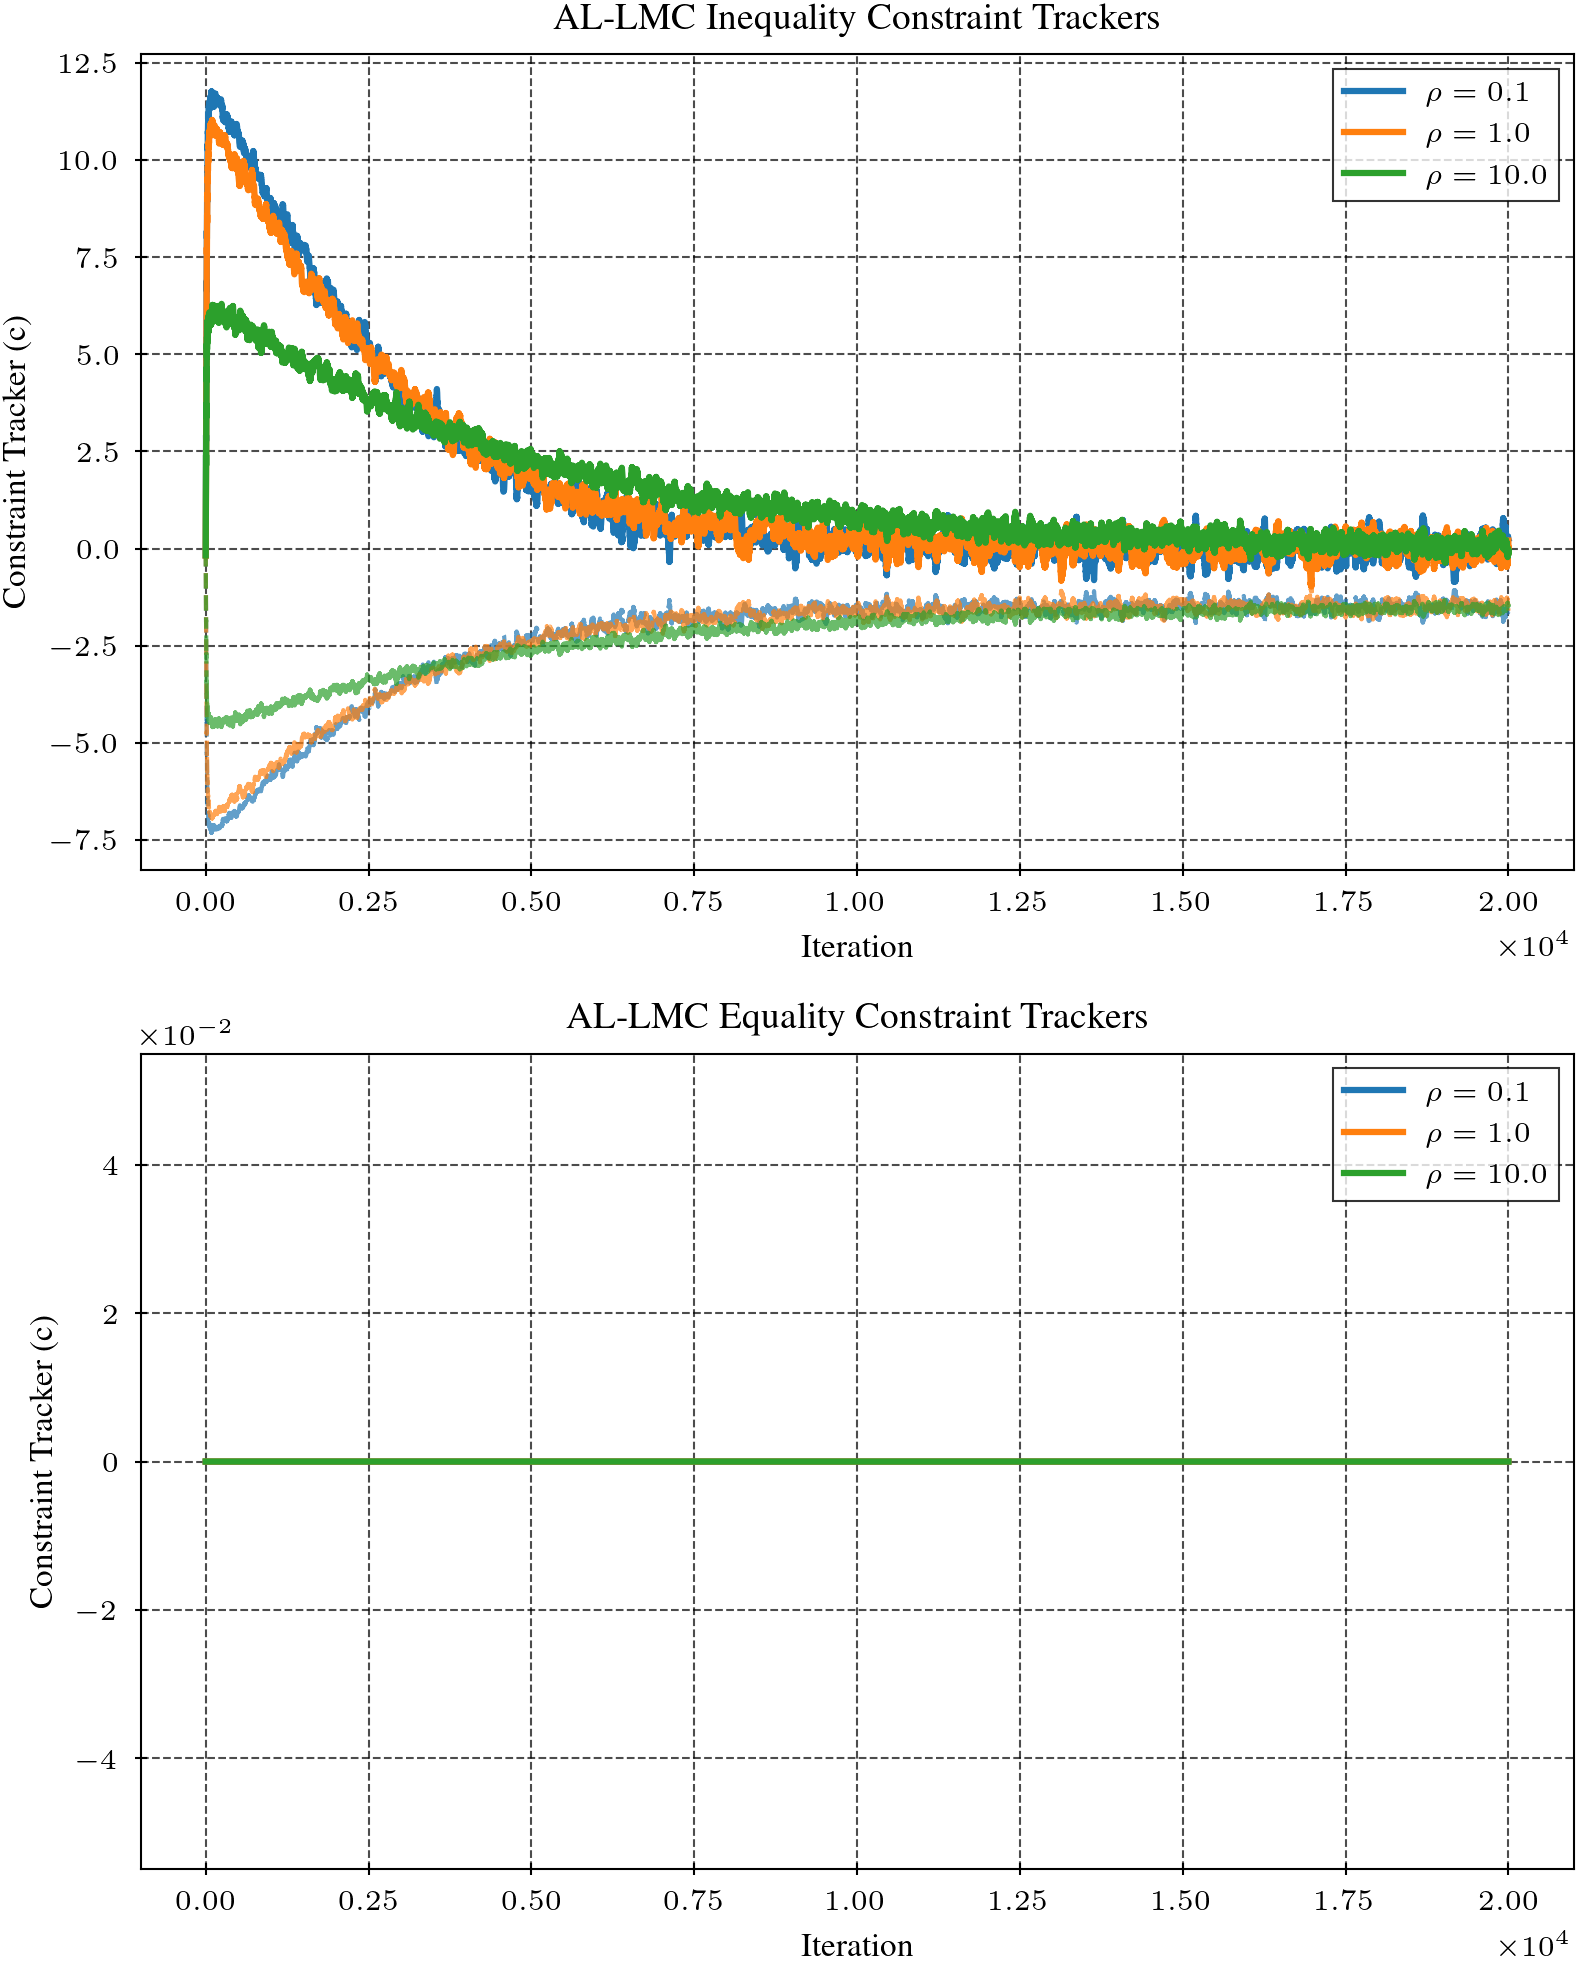 AL-LMC Inequality Constraint Trackers
12.5
10.0
7.5
5.0
2.5
0.0
−2.5
−5.0
−7.5
Constraint Tracker (c)
ρ = 0.1
ρ = 1.0
ρ = 10.0
0.00 0.25 0.50 0.75 1.00 1.25 1.50 1.75 2.00
Iteration
×10⁴
AL-LMC Equality Constraint Trackers
×10⁻²
4
2
0
−2
−4
Constraint Tracker (c)
ρ = 0.1
ρ = 1.0
ρ = 10.0
0.00 0.25 0.50 0.75 1.00 1.25 1.50 1.75 2.00
Iteration
×10⁴